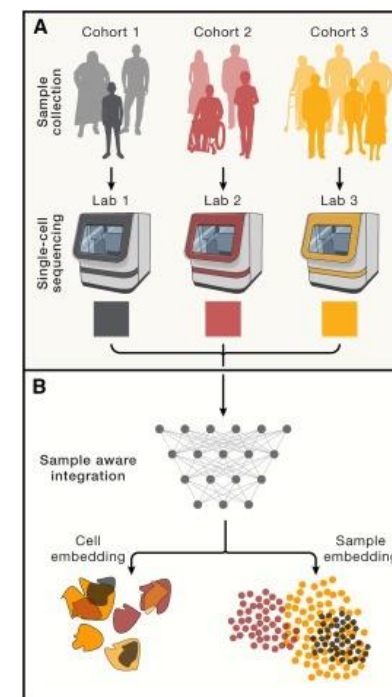 A
Cohort 1 Cohort 2 Cohort 3
Sample
collection
Lab 1 Lab 2 Lab 3
Single-cell
sequencing
B
Sample aware
integration
Cell
embedding
Sample
embedding